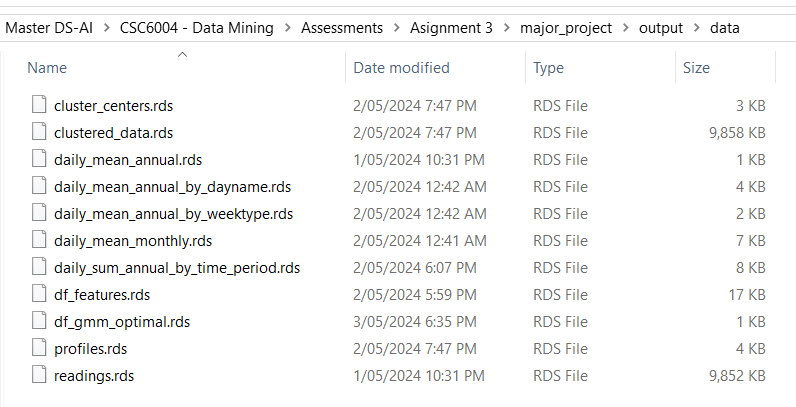 Master DS-AI > CSC6004 - Data Mining > Assessments > Asignment 3 > major_project > output > data
Name Date modified Type Size
cluster_centers.rds 2/05/2024 7:47 PM RDS File 3 KB
clustered_data.rds 2/05/2024 7:47 PM RDS File 9,858 KB
daily_mean_annual.rds 1/05/2024 10:31 PM RDS File 1 KB
daily_mean_annual_by_dayname.rds 2/05/2024 12:42 AM RDS File 4 KB
daily_mean_annual_by_weektype.rds 2/05/2024 12:42 AM RDS File 2 KB
daily_mean_monthly.rds 2/05/2024 12:41 AM RDS File 7 KB
daily_sum_annual_by_time_period.rds 2/05/2024 6:07 PM RDS File 8 KB
df_features.rds 2/05/2024 5:59 PM RDS File 17 KB
df_gmm_optimal.rds 3/05/2024 6:35 PM RDS File 1 KB
profiles.rds 2/05/2024 7:47 PM RDS File 4 KB
readings.rds 1/05/2024 10:31 PM RDS File 9,852 KB